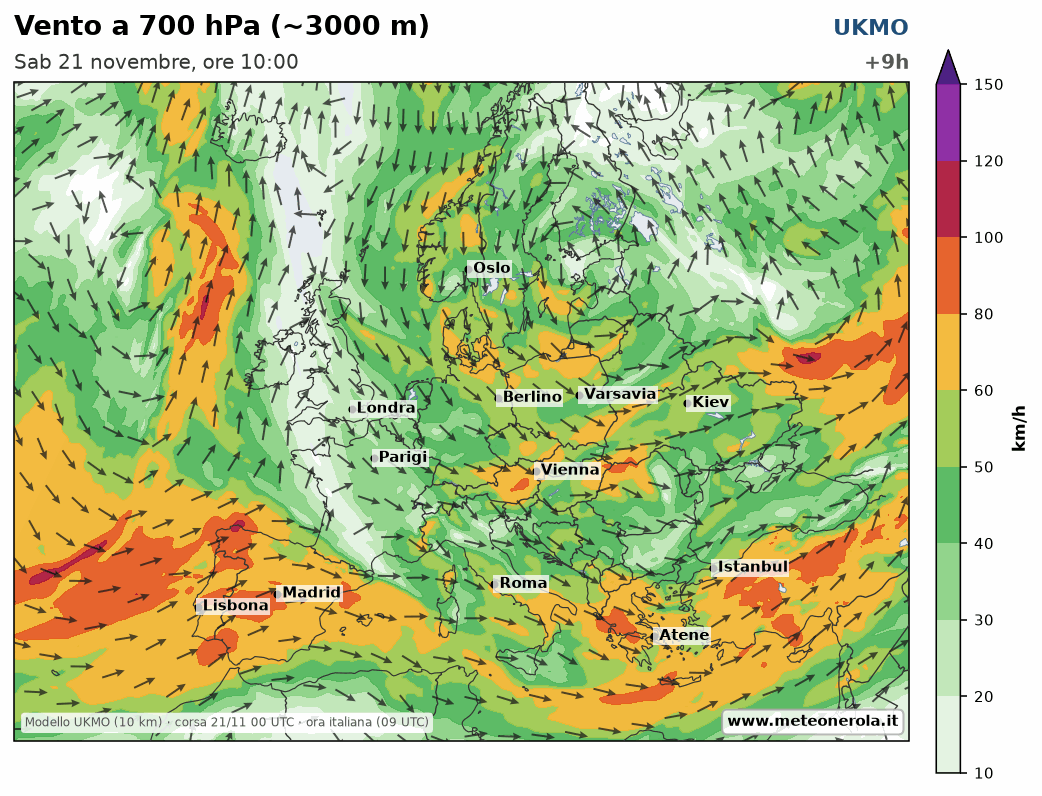 Vento a 700 hPa (~3000 m)
UKMO
Sab 21 novembre, ore 10:00
+9h
150
120
100
80
60
50
40
30
20
10
km/h
Oslo
Berlino
Varsavia
Kiev
Londra
Parigi
Vienna
Istanbul
Roma
Madrid
Lisbona
Atene
Modello UKMO (10 km) · corsa 21/11 00 UTC · ora italiana (09 UTC)
www.meteonerola.it